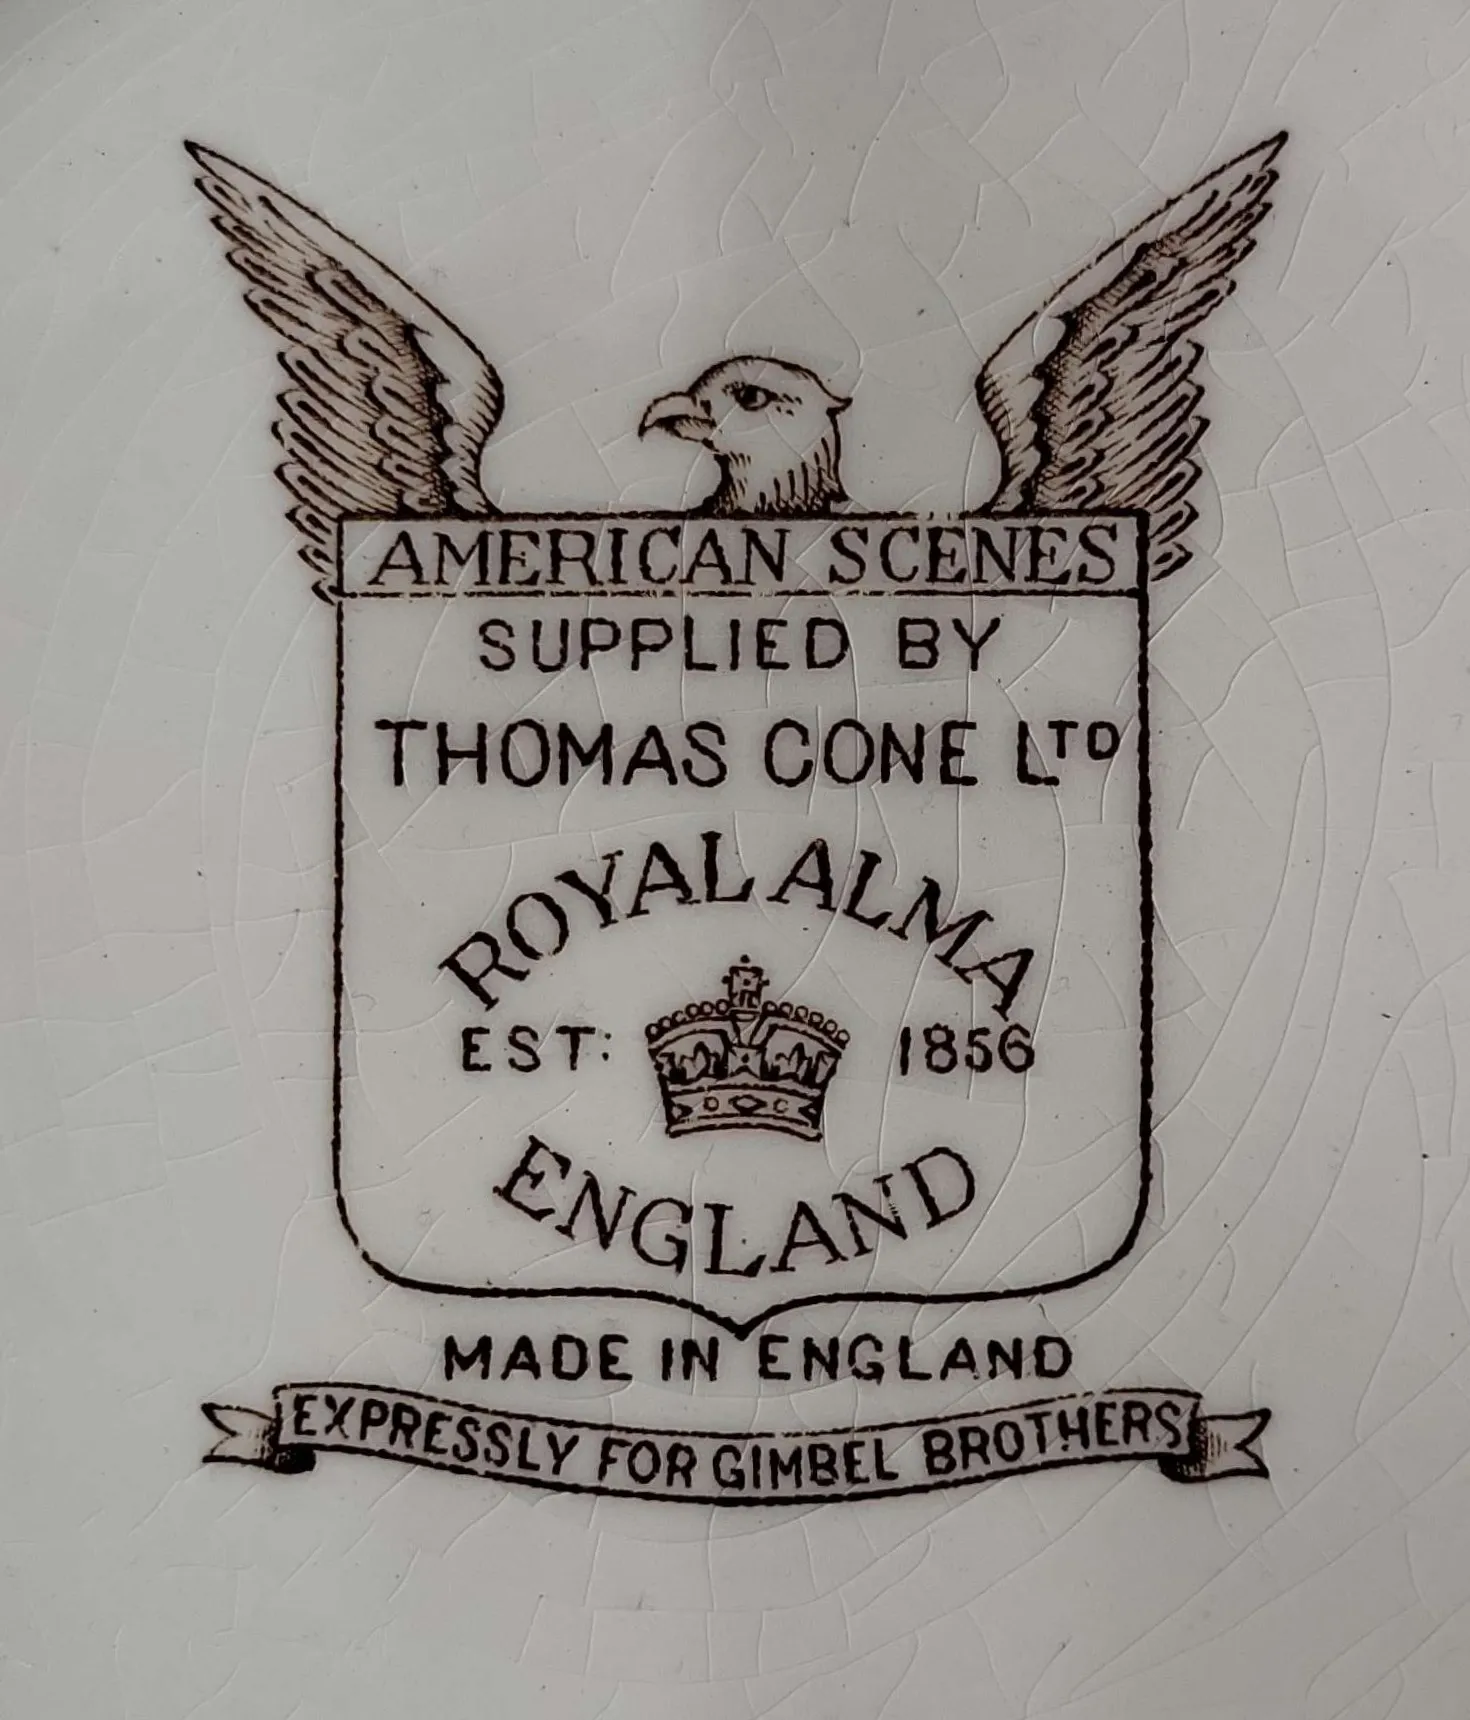 AMERICAN SCENES
SUPPLIED BY
THOMAS CONE LTD
ROYAL ALMA
EST: 1856
ENGLAND
MADE IN ENGLAND
EXPRESSLY FOR GIMBEL BROTHERS